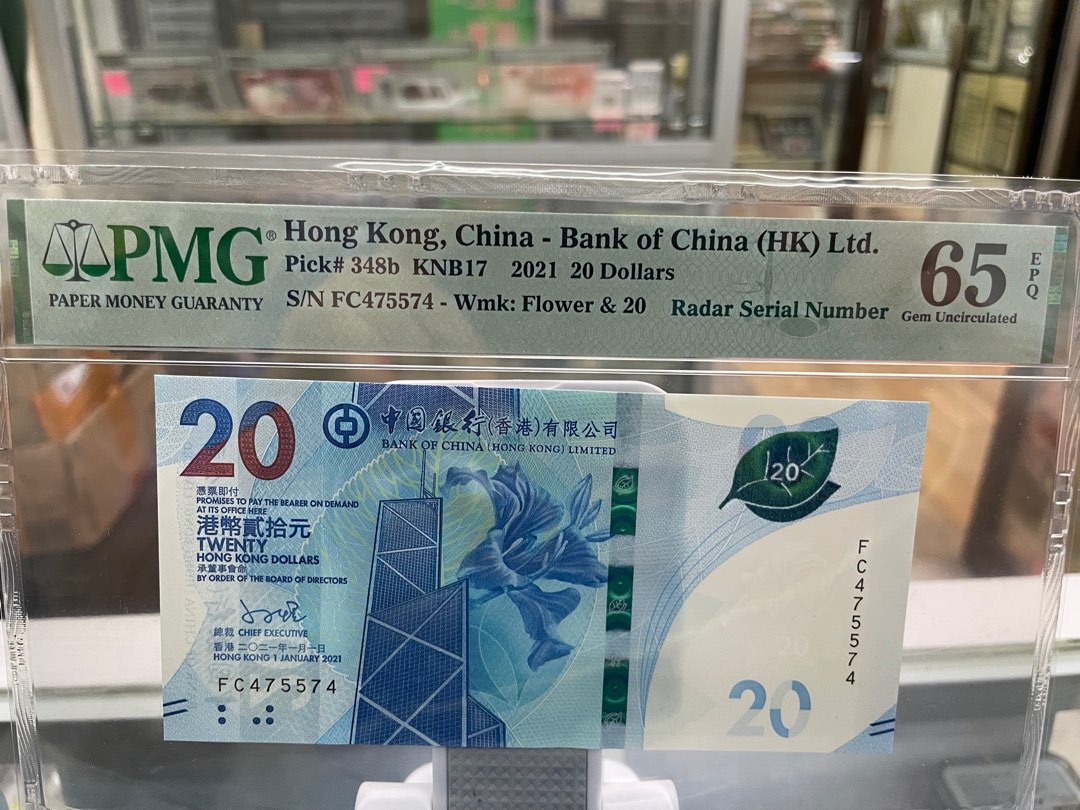 PMG®
PAPER MONEY GUARANTY
Hong Kong, China - Bank of China (HK) Ltd.
Pick# 348b KNB17 2021 20 Dollars
S/N FC475574 - Wmk: Flower & 20 Radar Serial Number
65
EPQ
Gem Uncirculated
20
中国銀行(香港)有限公司
BANK OF CHINA (HONG KONG) LIMITED
憑票即付
PROMISES TO PAY THE BEARER ON DEMAND
AT ITS OFFICE HERE
港幣貳拾元
TWENTY
HONG KONG DOLLARS
承董事會命
BY ORDER OF THE BOARD OF DIRECTORS
總裁 CHIEF EXECUTIVE
香港 二〇二一年一月一日
HONG KONG 1 JANUARY 2021
FC475574
20
FC475574
20
20